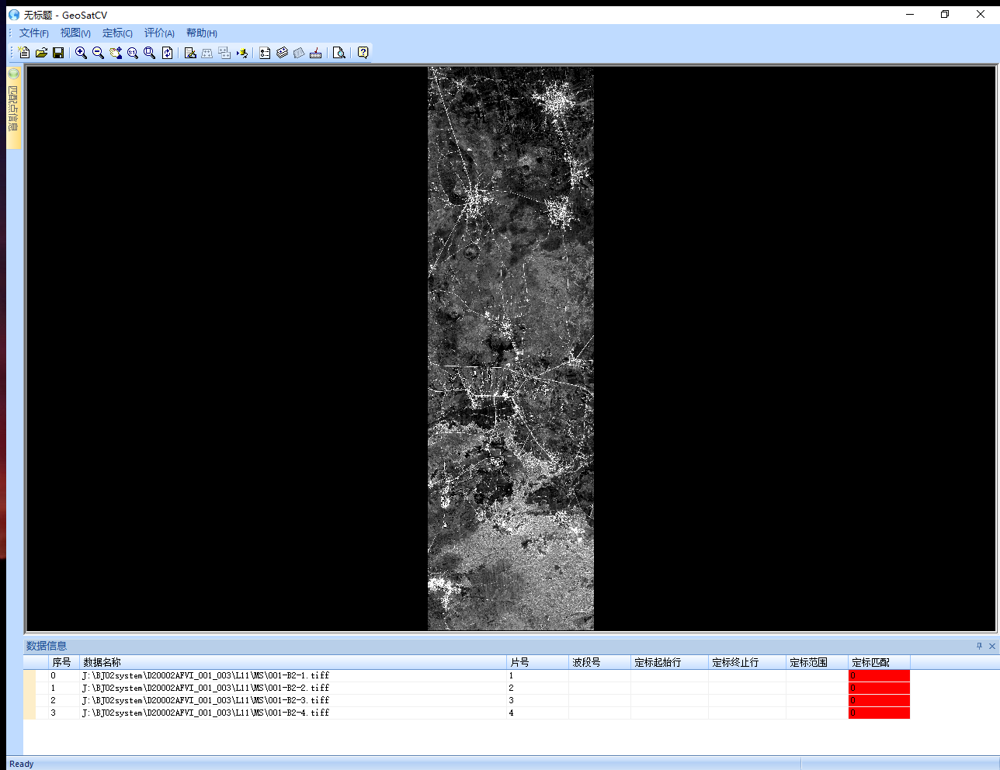 无标题 - GeoSatCV
文件(F) 视图(V) 定标(C) 评价(A) 帮助(H)
匹配点信息
数据信息
序号 数据名称 片号 波段号 定标起始行 定标终止行 定标范围 定标匹配
0 J:\BJ02system\D20002AFVI_001_003\L11\MS\001-B2-1.tiff 1 0
1 J:\BJ02system\D20002AFVI_001_003\L11\MS\001-B2-2.tiff 2 0
2 J:\BJ02system\D20002AFVI_001_003\L11\MS\001-B2-3.tiff 3 0
3 J:\BJ02system\D20002AFVI_001_003\L11\MS\001-B2-4.tiff 4 0
Ready